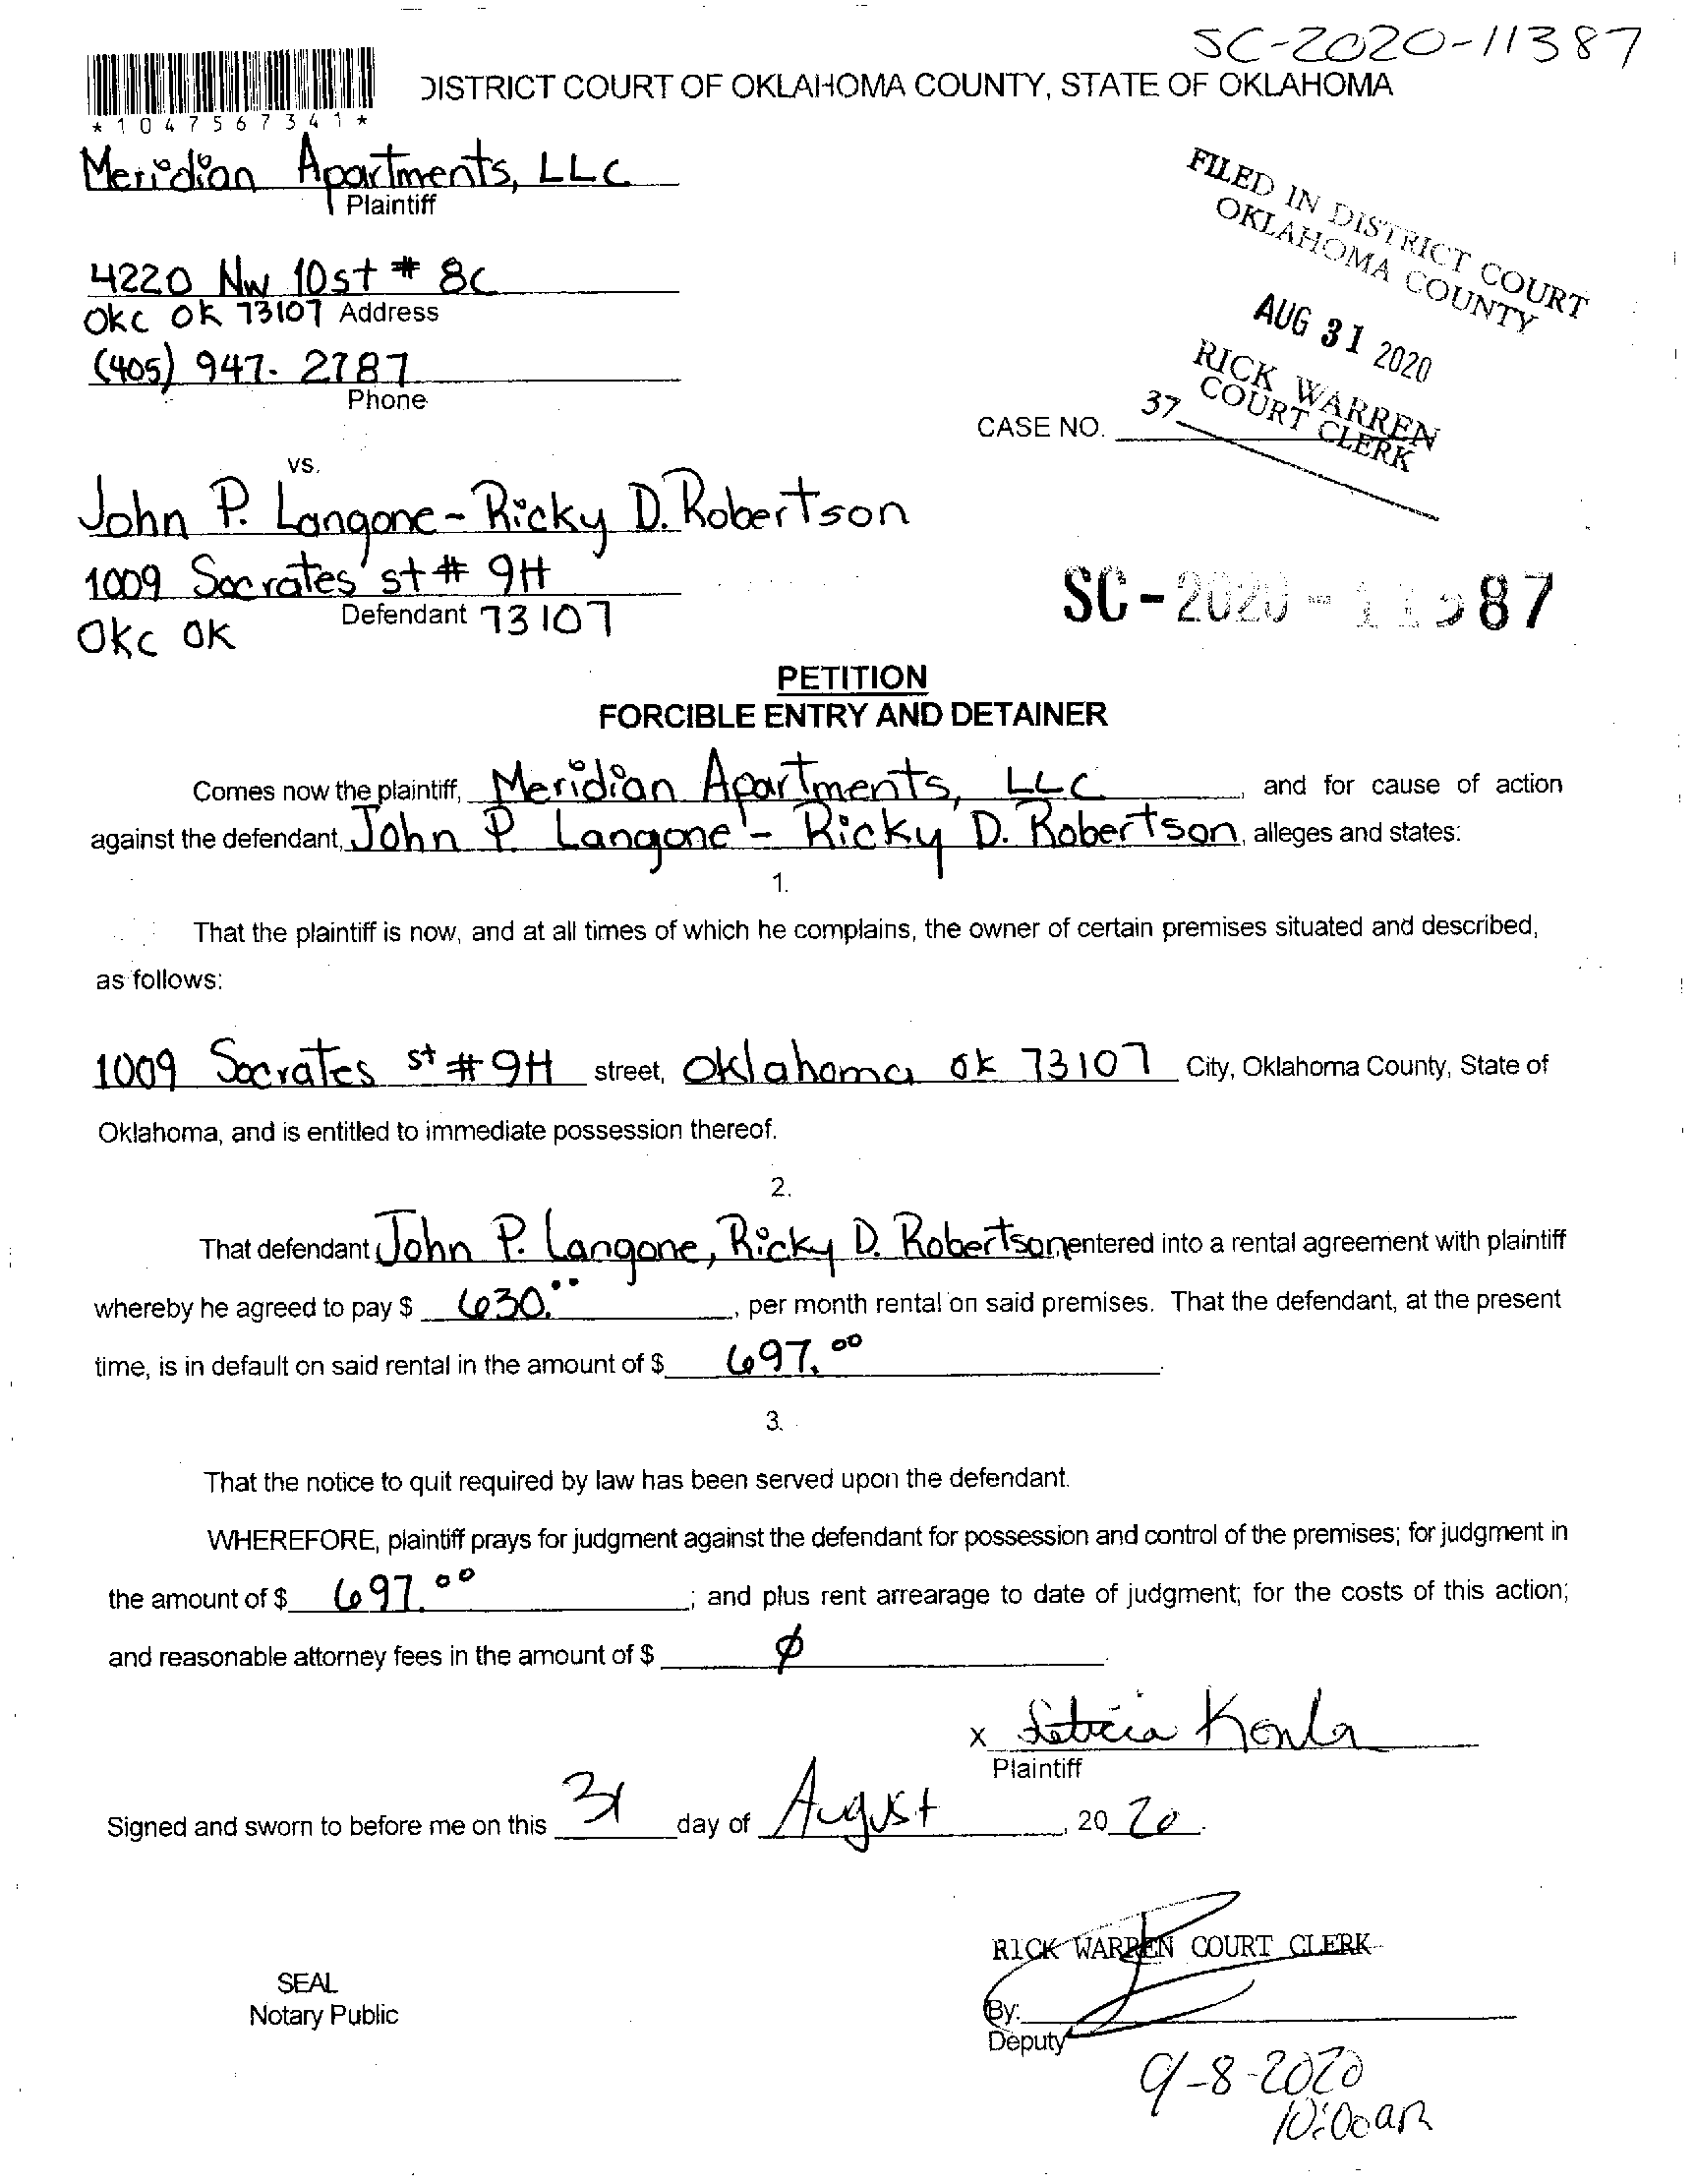 SC-2020-11387
*1047567341*
DISTRICT COURT OF OKLAHOMA COUNTY, STATE OF OKLAHOMA
Meridian Apartments, LLC
Plaintiff
FILED IN DISTRICT COURT
OKLAHOMA COUNTY
4220 NW 10st # 8C
OKC OK 73107 Address
AUG 31 2020
(405) 947-2787
Phone
RICK WARREN
COURT CLERK
37
CASE NO.
vs.
John P. Langone - Ricky D. Robertson
1009 Socrates st # 9H
Defendant 73107
OKC OK
SC-2020-11387
PETITION
FORCIBLE ENTRY AND DETAINER
Comes now the plaintiff, Meridian Apartments, LLC, and for cause of action
against the defendant, John P. Langone - Ricky D. Robertson, alleges and states:
1.
That the plaintiff is now, and at all times of which he complains, the owner of certain premises situated and described,
as follows:
1009 Socrates st # 9H street, Oklahoma OK 73107 City, Oklahoma County, State of
Oklahoma, and is entitled to immediate possession thereof.
2.
That defendant John P. Langone, Ricky D. Robertson entered into a rental agreement with plaintiff
whereby he agreed to pay $ 630.00, per month rental on said premises. That the defendant, at the present
time, is in default on said rental in the amount of $ 697.00.
3.
That the notice to quit required by law has been served upon the defendant.
WHEREFORE, plaintiff prays for judgment against the defendant for possession and control of the premises; for judgment in
the amount of $ 697.00; and plus rent arrearage to date of judgment; for the costs of this action;
and reasonable attorney fees in the amount of $ ϕ.
x Leticia
Plaintiff
Signed and sworn to before me on this 31 day of August, 2020.
RICK WARREN COURT CLERK
SEAL
Notary Public
By:
Deputy
9-8-2020
10:00am